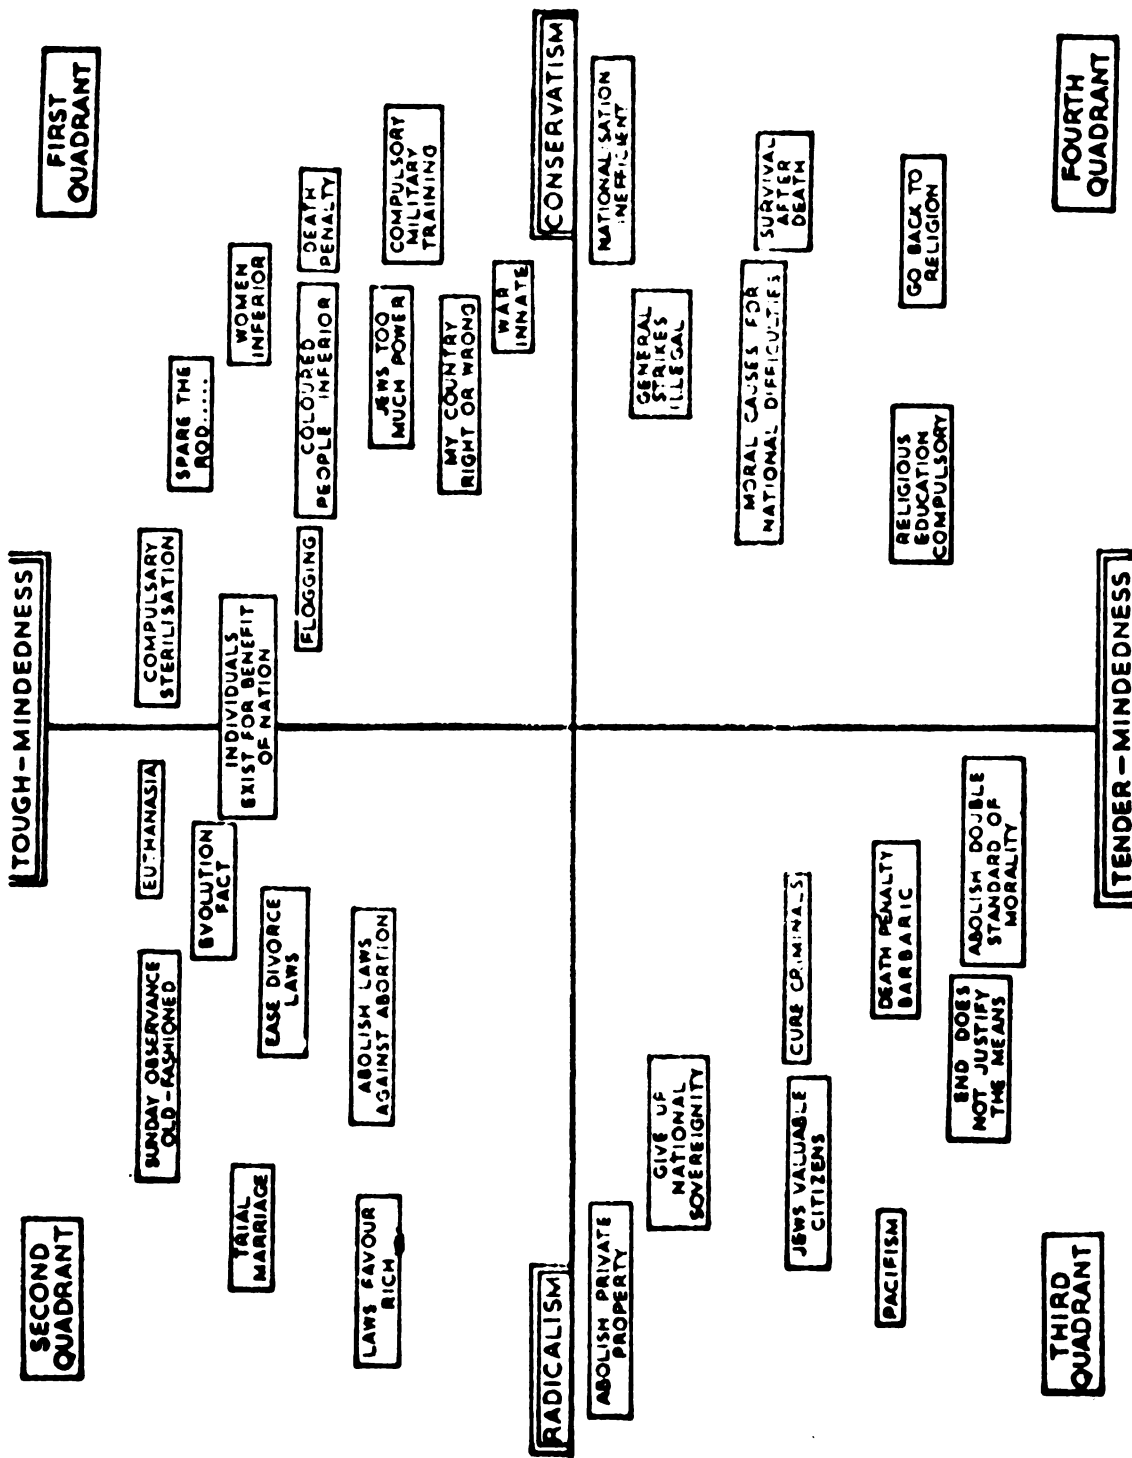 TOUGH-MINDEDNESS
SECOND
QUADRANT
FIRST
QUADRANT
SUNDAY OBSERVANCE
OLD-FASHIONED
EUTHANASIA
COMPULSARY
STERILISATION
SPARE THE
ROD.....
EVOLUTION
FACT
TRIAL
MARRIAGE
INDIVIDUALS
EXIST FOR BENEFIT
OF NATION
WOMEN
INFERIOR
EASE DIVORCE
LAWS
FLOGGING
COLOURED
PEOPLE INFERIOR
DEATH
PENALTY
LAWS FAVOUR
RICH
ABOLISH LAWS
AGAINST ABORTION
JEWS TOO
MUCH POWER
COMPULSORY
MILITARY
TRAINING
MY COUNTRY
RIGHT OR WRONG
WAR
INNATE
RADICALISM
CONSERVATISM
ABOLISH PRIVATE
PROPERTY
NATIONALISATION
INEFFICIENT
GIVE UP
NATIONAL
SOVEREIGNITY
GENERAL
STRIKES
ILLEGAL
MORAL CAUSES FOR
NATIONAL DIFFICULTIES
SURVIVAL
AFTER
DEATH
JEWS VALUABLE
CITIZENS
CURE CRIMINALS
PACIFISM
DEATH PENALTY
BARBARIC
RELIGIOUS
EDUCATION
COMPULSORY
GO BACK TO
RELIGION
END DOES
NOT JUSTIFY
THE MEANS
ABOLISH DOUBLE
STANDARD OF
MORALITY
THIRD
QUADRANT
FOURTH
QUADRANT
TENDER-MINDEDNESS